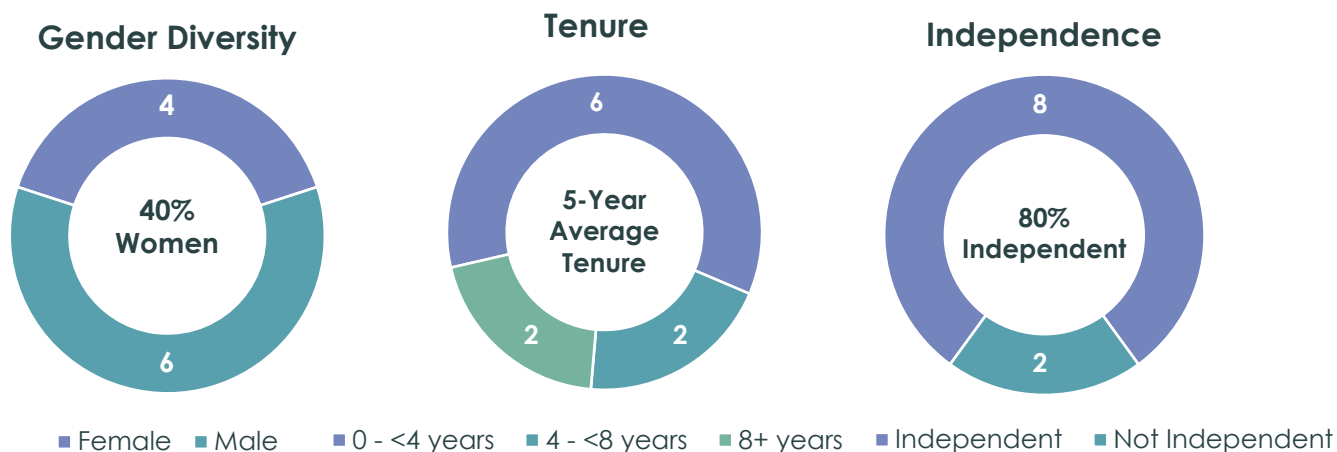 Gender Diversity
4
40%
Women
6
Female
Male
Tenure
6
5-Year
Average
Tenure
2
2
0 - <4 years
4 - <8 years
8+ years
Independence
8
80%
Independent
2
Independent
Not Independent